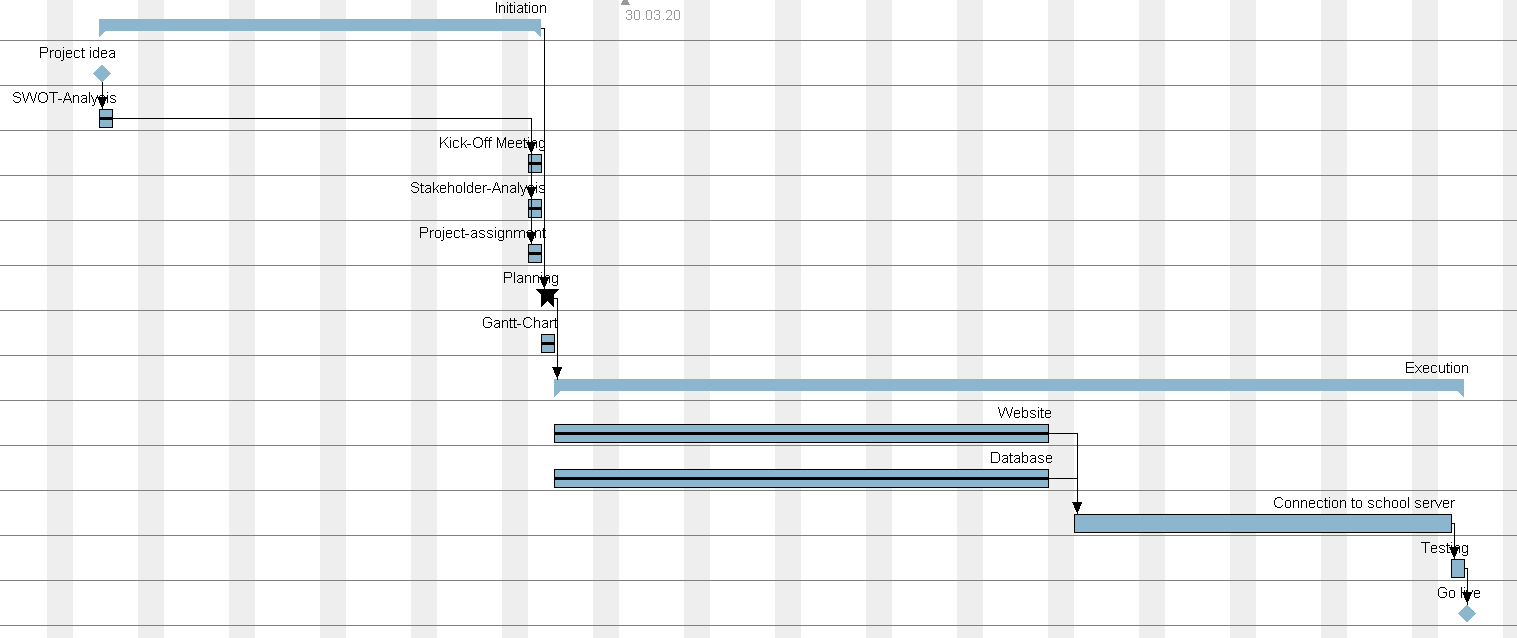 Initiation
30.03.20
Project idea
SWOT-Analysis
Kick-Off Meeting
Stakeholder-Analysis
Project-assignment
Planning
Gantt-Chart
Execution
Website
Database
Connection to school server
Testing
Go live